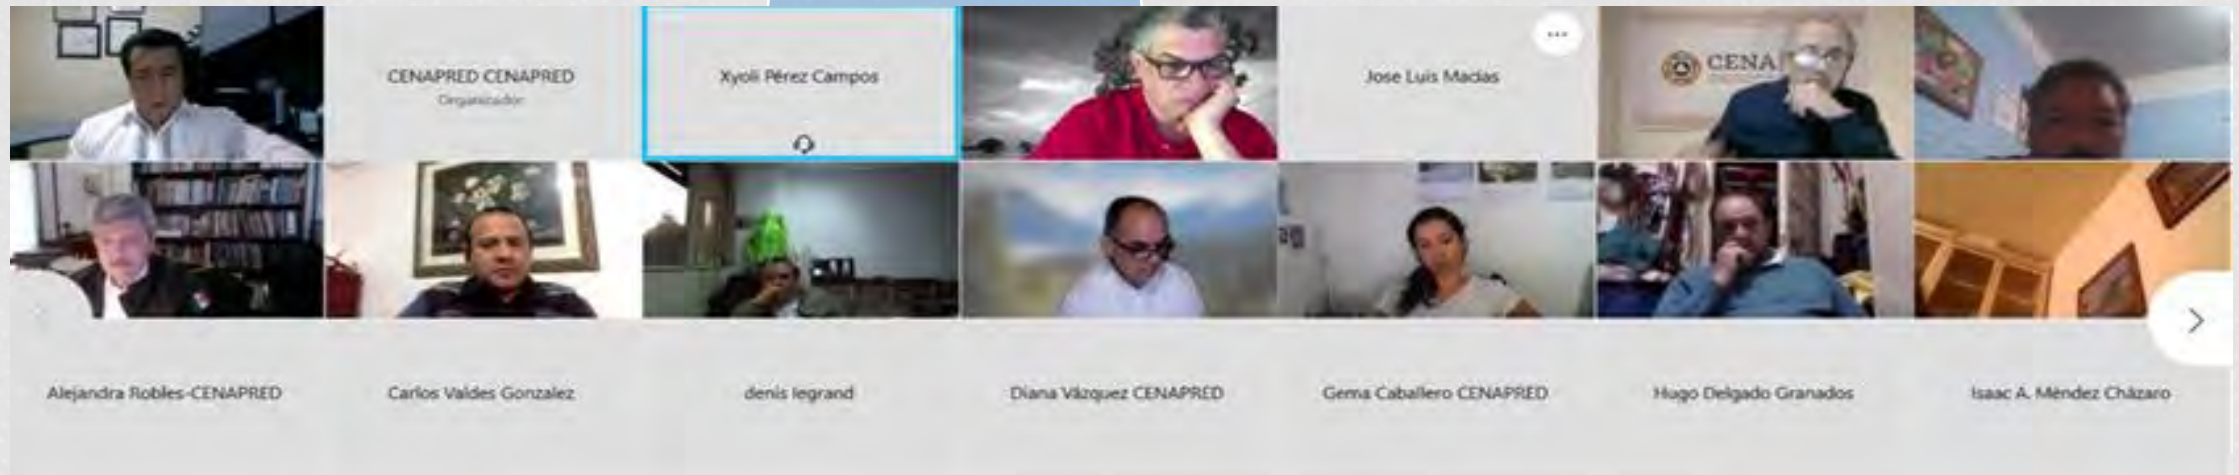 CENAPRED CENAPRED
Organizador
Xyoli Pérez Campos
Jose Luis Macias
CENA
Alejandra Robles-CENAPRED
Carlos Valdes Gonzalez
denis legrand
Diana Vázquez CENAPRED
Gema Caballero CENAPRED
Hugo Delgado Granados
Isaac A. Méndez Cházaro